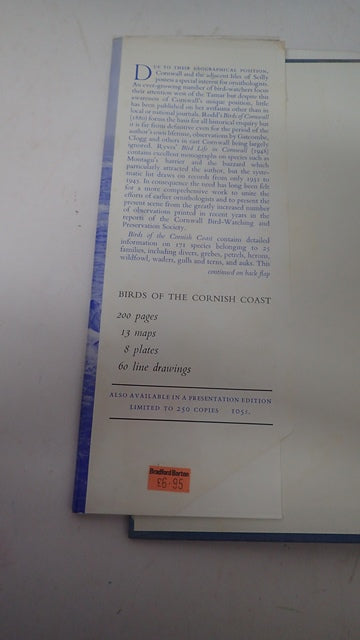 DUE TO THEIR GEOGRAPHICAL POSITION,
Cornwall and the adjacent Isles of Scilly
possess a special interest for ornithologists.
An ever-growing number of bird-watchers focus
their attention west of the Tamar but despite this
awareness of Cornwall's unique position, little
has been published on her avifauna other than in
local or national journals. Rodd's Birds of Cornwall
(1880) forms the basis for all historical enquiry but
it is far from definitive even for the period of the
author's own lifetime, observations by Gatcombe,
Clogg and others in east Cornwall being largely
ignored. Ryves' Bird Life in Cornwall (1948)
contains excellent monographs on species such as
Montagu's harrier and the buzzard which
particularly attracted the author, but the syste-
matic list draws on records from only 1931 to
1945. In consequence the need has long been felt
for a more comprehensive work to unite the
efforts of earlier ornithologists and to present the
present scene from the greatly increased number
of observations printed in recent years in the
reports of the Cornwall Bird-Watching and
Preservation Society.
Birds of the Cornish Coast contains detailed
information on 171 species belonging to 25
families, including divers, grebes, petrels, herons,
wildfowl, waders, gulls and terns, and auks. This
continued on back flap
BIRDS OF THE CORNISH COAST
200 pages
13 maps
8 plates
60 line drawings
ALSO AVAILABLE IN A PRESENTATION EDITION
LIMITED TO 250 COPIES 105s.
Bradford Barton
£6.95